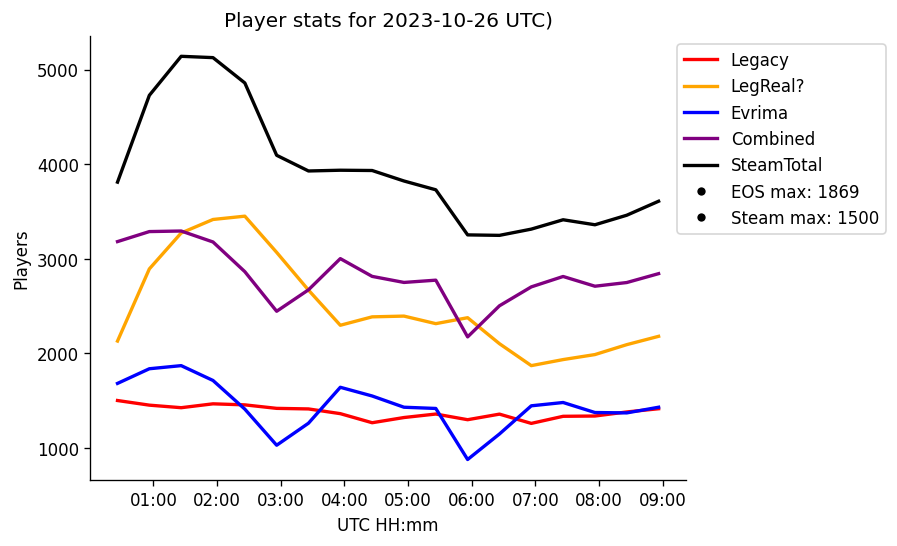 Player stats for 2023-10-26 UTC)
Legacy
LegReal?
Evrima
Combined
SteamTotal
EOS max: 1869
Steam max: 1500
Players
5000
4000
3000
2000
1000
01:00 02:00 03:00 04:00 05:00 06:00 07:00 08:00 09:00
UTC HH:mm